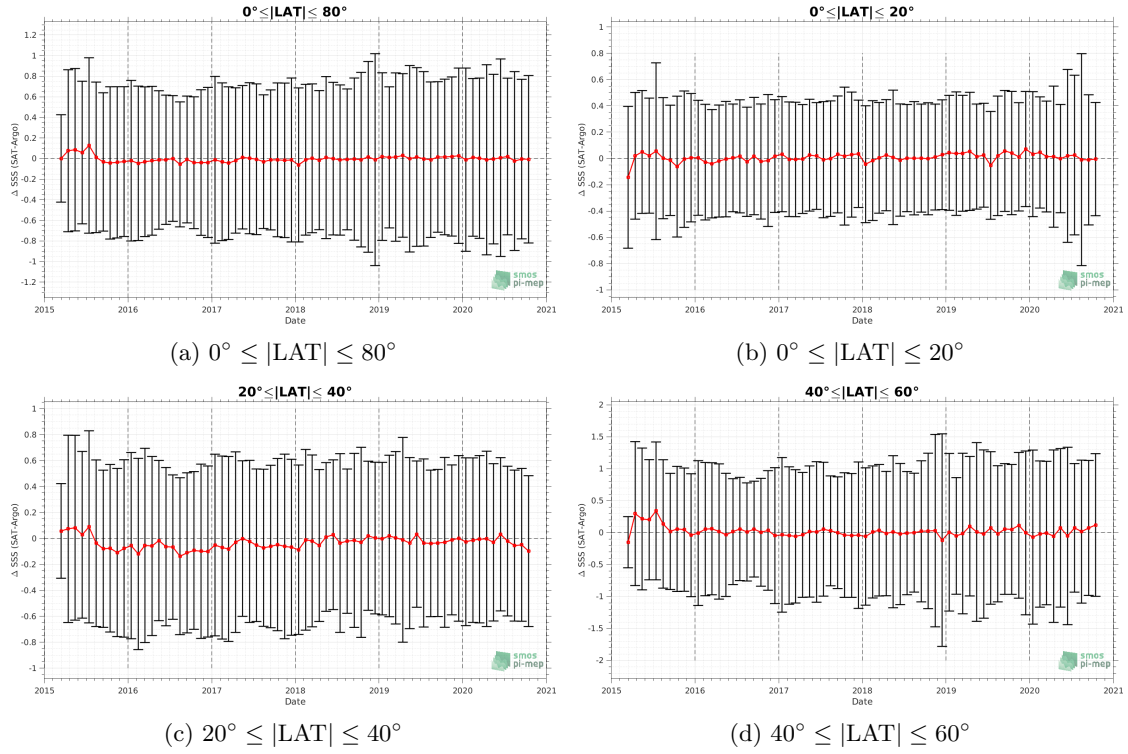 0°≤|LAT|≤ 80°
Δ SSS (SAT-Argo)
1.2
1
0.8
0.6
0.4
0.2
0
-0.2
-0.4
-0.6
-0.8
-1
-1.2
2015 2016 2017 2018 2019 2020 2021
Date
smos
pi-mep
(a) 0° ≤ |LAT| ≤ 80°
0°≤|LAT|≤ 20°
Δ SSS (SAT-Argo)
1
0.8
0.6
0.4
0.2
0
-0.2
-0.4
-0.6
-0.8
-1
2015 2016 2017 2018 2019 2020 2021
Date
smos
pi-mep
(b) 0° ≤ |LAT| ≤ 20°
20°≤|LAT|≤ 40°
Δ SSS (SAT-Argo)
1
0.8
0.6
0.4
0.2
0
-0.2
-0.4
-0.6
-0.8
-1
2015 2016 2017 2018 2019 2020 2021
Date
smos
pi-mep
(c) 20° ≤ |LAT| ≤ 40°
40°≤|LAT|≤ 60°
Δ SSS (SAT-Argo)
2
1.5
1
0.5
0
-0.5
-1
-1.5
-2
2015 2016 2017 2018 2019 2020 2021
Date
smos
pi-mep
(d) 40° ≤ |LAT| ≤ 60°